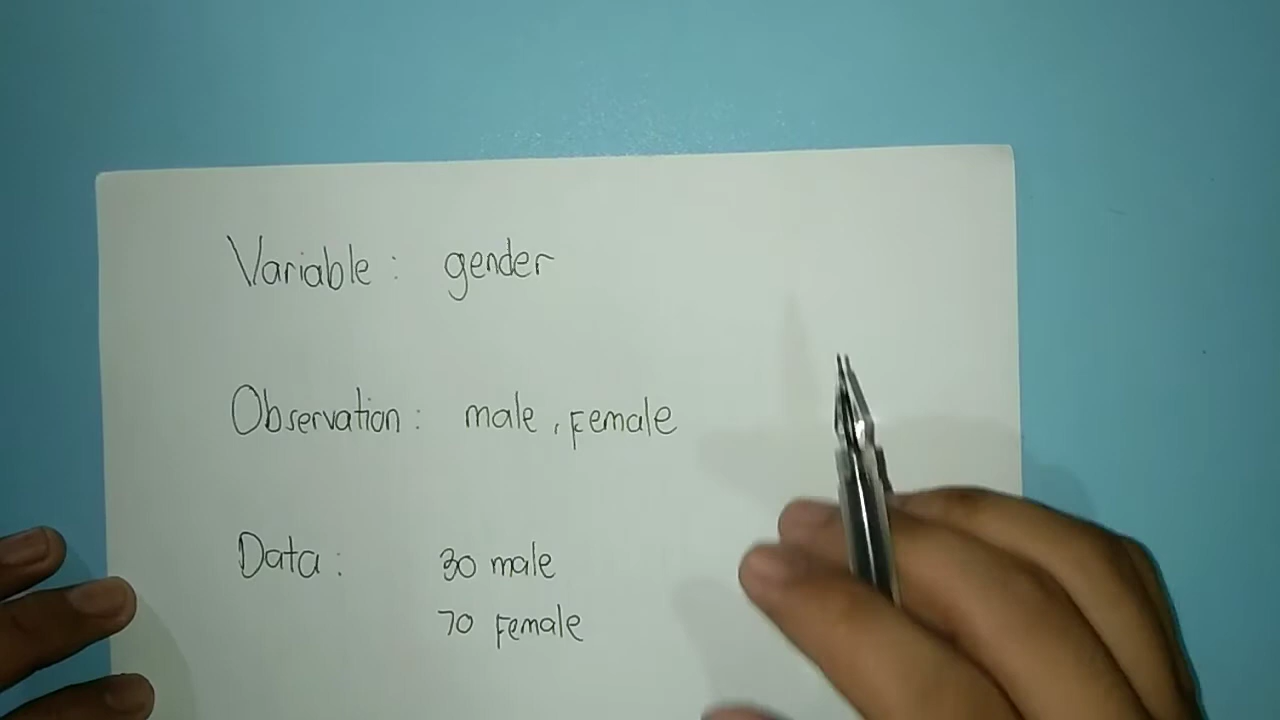 Variable : gender
Observation : male , Female
Data : 30 male
70 Female